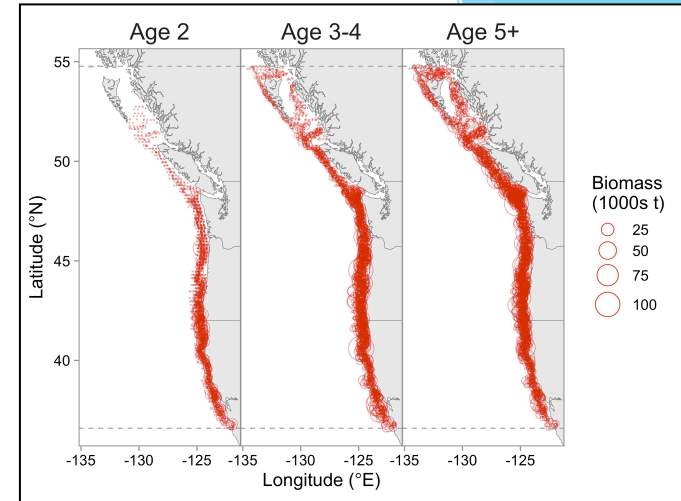 Age 2
Age 3-4
Age 5+
55
50
45
40
Latitude (°N)
-135 -130 -125 -135 -130 -125 -135 -130 -125
Longitude (°E)
Biomass
(1000s t)
25
50
75
100